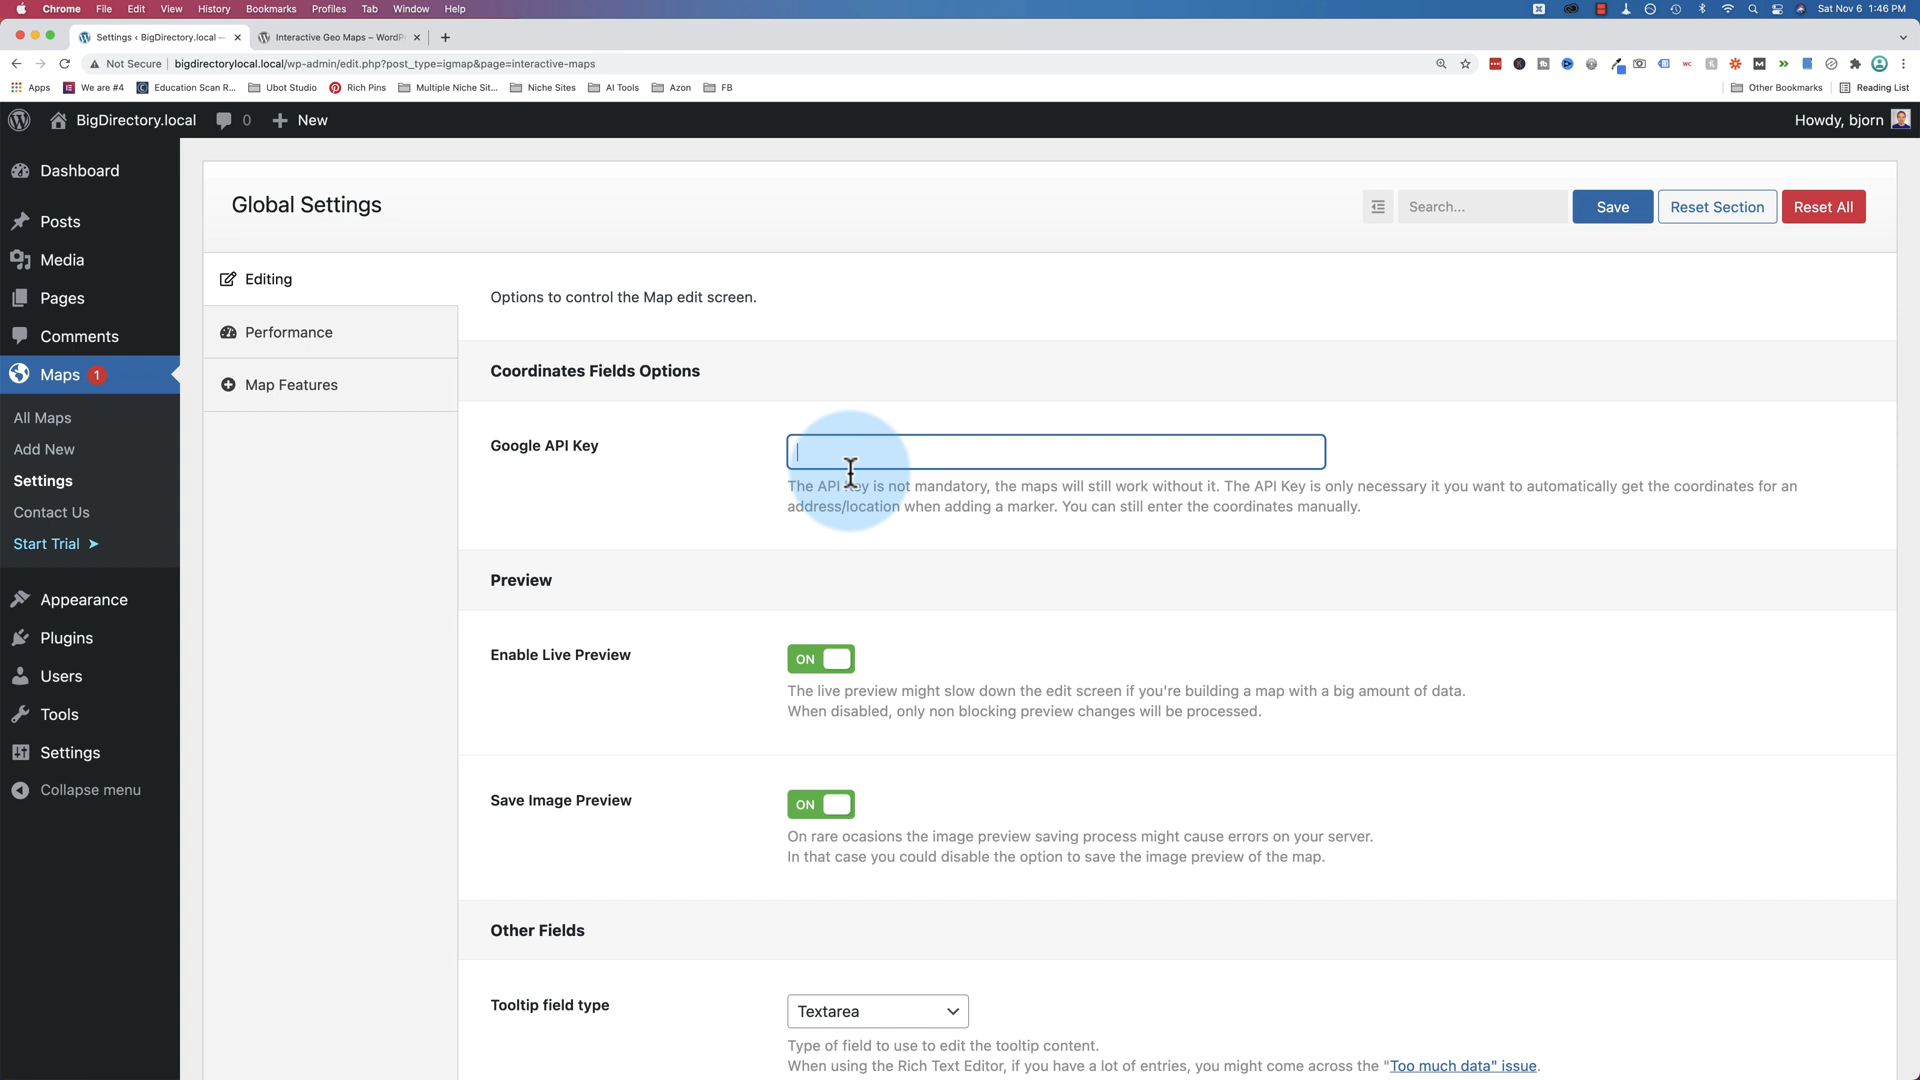 Chrome File Edit View History Bookmarks Profiles Tab Window Help Sat Nov 6 1:46 PM
Settings ‹ BigDirectory.local — Interactive Geo Maps – WordP
Not Secure bigdirectorylocal.local/wp-admin/edit.php?post_type=igmap&page=interactive-maps
Apps We are #4 Education Scan R... Ubot Studio Rich Pins Multiple Niche Sit... Niche Sites AI Tools Azon FB Other Bookmarks Reading List
BigDirectory.local 0 New Howdy, bjorn
Dashboard
Posts
Media
Pages
Comments
Maps 1
All Maps
Add New
Settings
Contact Us
Start Trial ➤
Appearance
Plugins
Users
Tools
Settings
Collapse menu
Global Settings Search... Save Reset Section Reset All
Editing
Performance
Map Features
Options to control the Map edit screen.
Coordinates Fields Options
Google API Key
The API Key is not mandatory, the maps will still work without it. The API Key is only necessary it you want to automatically get the coordinates for an
address/location when adding a marker. You can still enter the coordinates manually.
Preview
Enable Live Preview ON
The live preview might slow down the edit screen if you're building a map with a big amount of data.
When disabled, only non blocking preview changes will be processed.
Save Image Preview ON
On rare ocasions the image preview saving process might cause errors on your server.
In that case you could disable the option to save the image preview of the map.
Other Fields
Tooltip field type Textarea
Type of field to use to edit the tooltip content.
When using the Rich Text Editor, if you have a lot of entries, you might come across the "Too much data" issue.